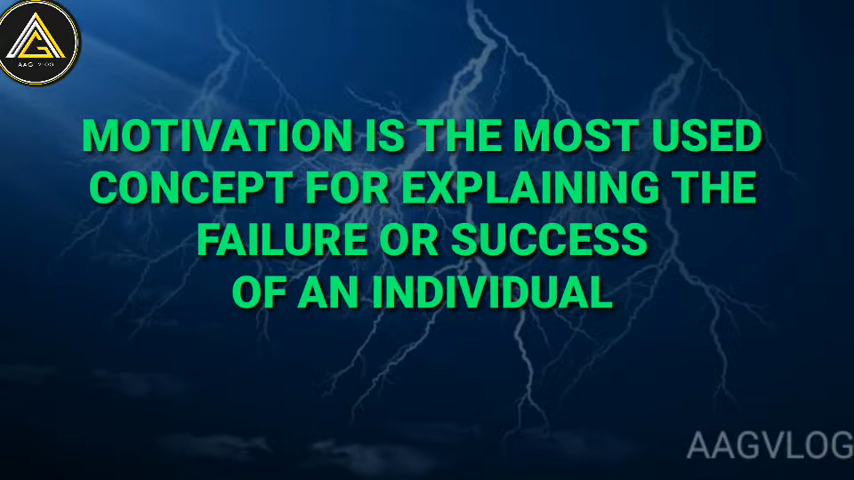 AAG VLOG
MOTIVATION IS THE MOST USED
CONCEPT FOR EXPLAINING THE
FAILURE OR SUCCESS
OF AN INDIVIDUAL
AAGVLOG